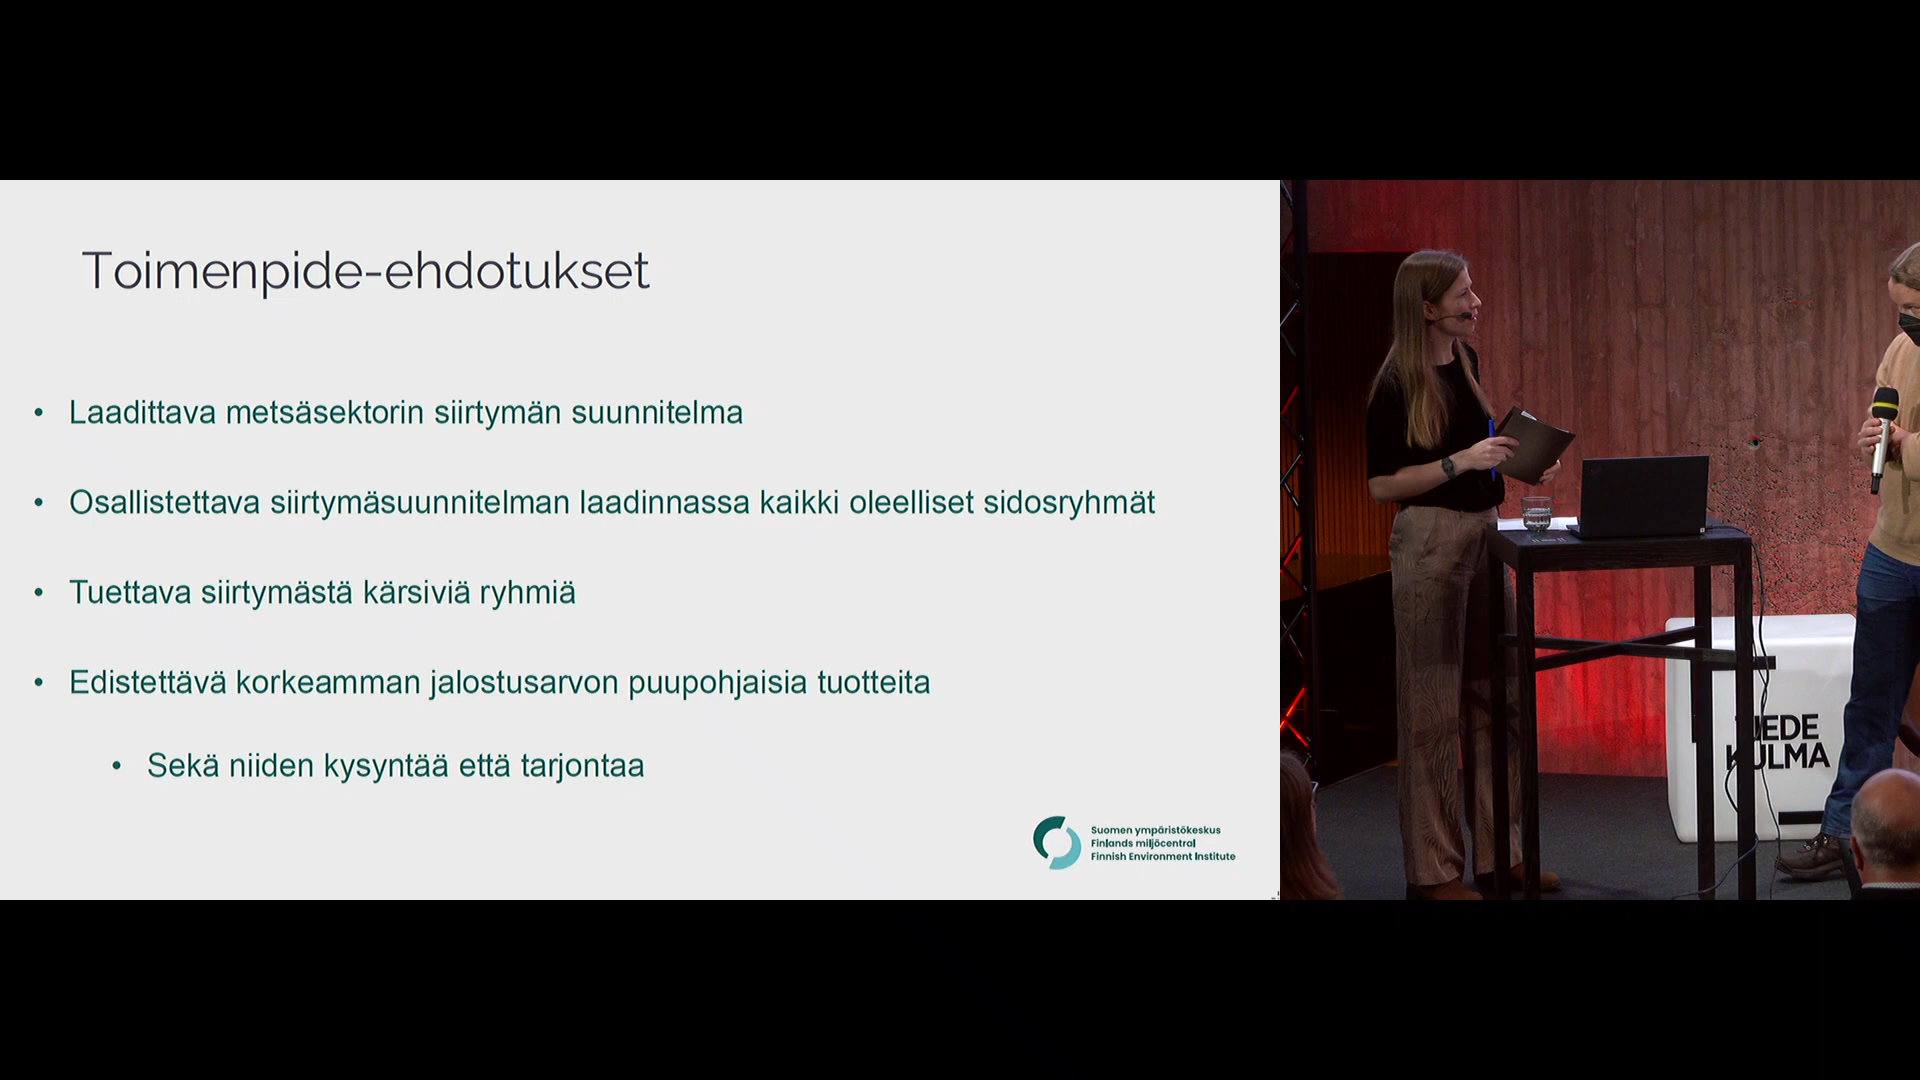 Toimenpide-ehdotukset
• Laadittava metsäsektorin siirtymän suunnitelma
• Osallistettava siirtymäsuunnitelman laadinnassa kaikki oleelliset sidosryhmät
• Tuettava siirtymästä kärsiviä ryhmiä
• Edistettävä korkeamman jalostusarvon puupohjaisia tuotteita
• Sekä niiden kysyntää että tarjontaa
Suomen ympäristökeskus
Finlands miljöcentral
Finnish Environment Institute
KULMA